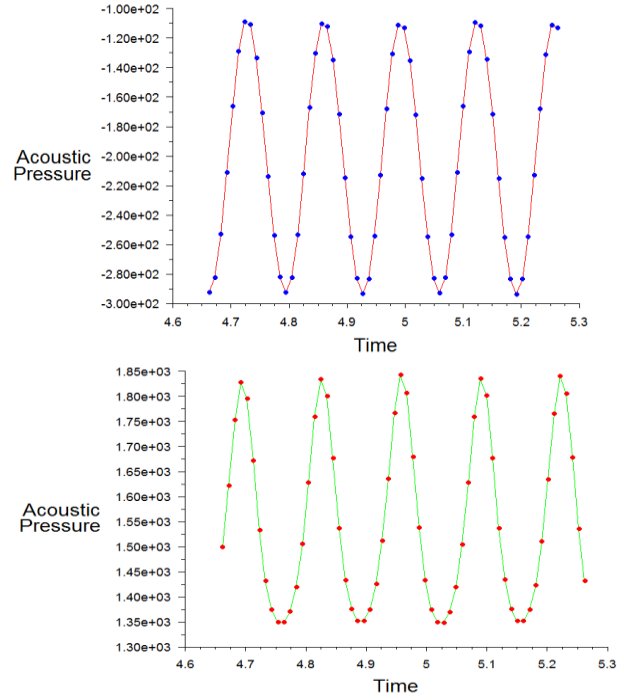 -1.00e+02
-1.20e+02
-1.40e+02
-1.60e+02
-1.80e+02
-2.00e+02
-2.20e+02
-2.40e+02
-2.60e+02
-2.80e+02
-3.00e+02
Acoustic
Pressure
4.6 4.7 4.8 4.9 5 5.1 5.2 5.3
Time
1.85e+03
1.80e+03
1.75e+03
1.70e+03
1.65e+03
1.60e+03
1.55e+03
1.50e+03
1.45e+03
1.40e+03
1.35e+03
1.30e+03
Acoustic
Pressure
4.6 4.7 4.8 4.9 5 5.1 5.2 5.3
Time